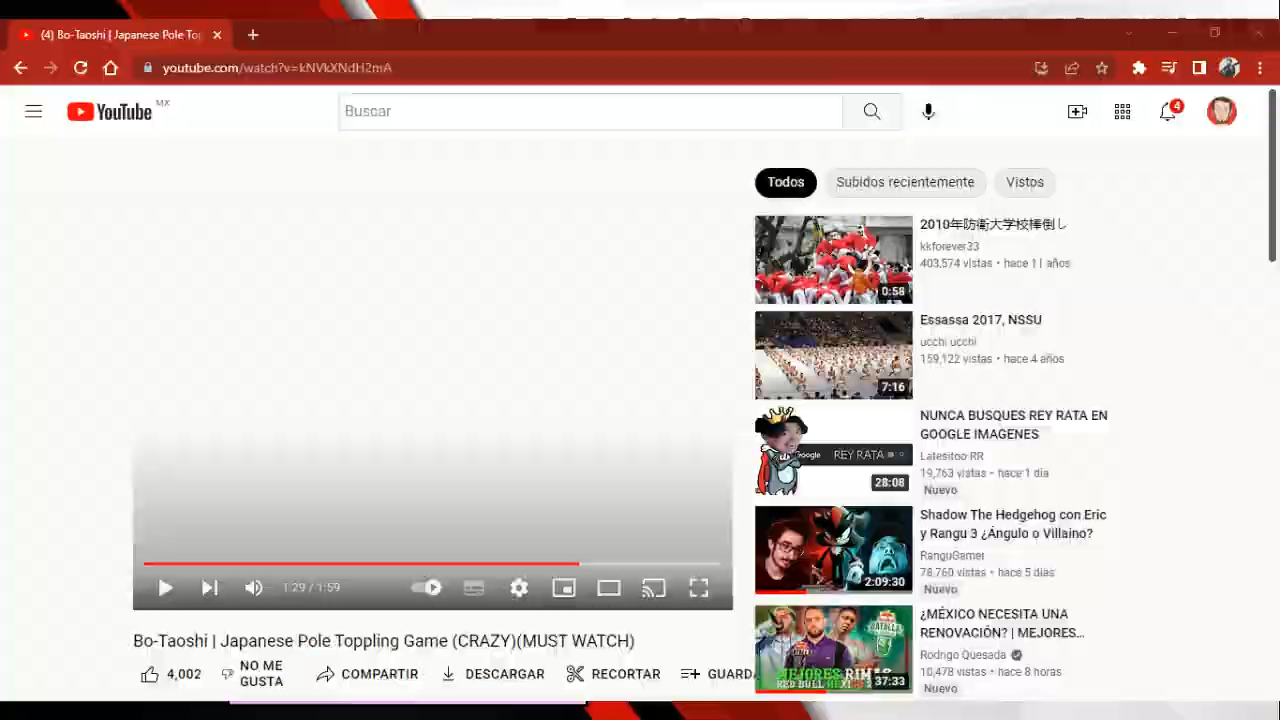 (4) Bo-Taoshi | Japanese Pole To
youtube.com/watch?v=kNVkXNdH2mA
YouTube MX
Buscar
4
Todos
Subidos recientemente
Vistos
2010年防衛大学校棒倒し
kkforever33
403,574 vistas • hace 11 años
0:58
Essassa 2017, NSSU
ucchi ucchi
159,122 vistas • hace 4 años
7:16
NUNCA BUSQUES REY RATA EN
GOOGLE IMAGENES
Google REY RATA
Latesitoo RR
19,763 vistas • hace 1 día
28:08
Nuevo
Shadow The Hedgehog con Eric
y Rangu 3 ¿Ángulo o Villaino?
RanguGamer
78,760 vistas • hace 5 días
2:09:30
Nuevo
¿MÉXICO NECESITA UNA
RENOVACIÓN? | MEJORES...
Rodrigo Quesada
10,478 vistas • hace 8 horas
MEJORES RIMAS
RED BULL
37:33
Nuevo
1:29 / 1:59
Bo-Taoshi | Japanese Pole Toppling Game (CRAZY)(MUST WATCH)
4,002
NO ME
GUSTA
COMPARTIR
DESCARGAR
RECORTAR
GUARDA